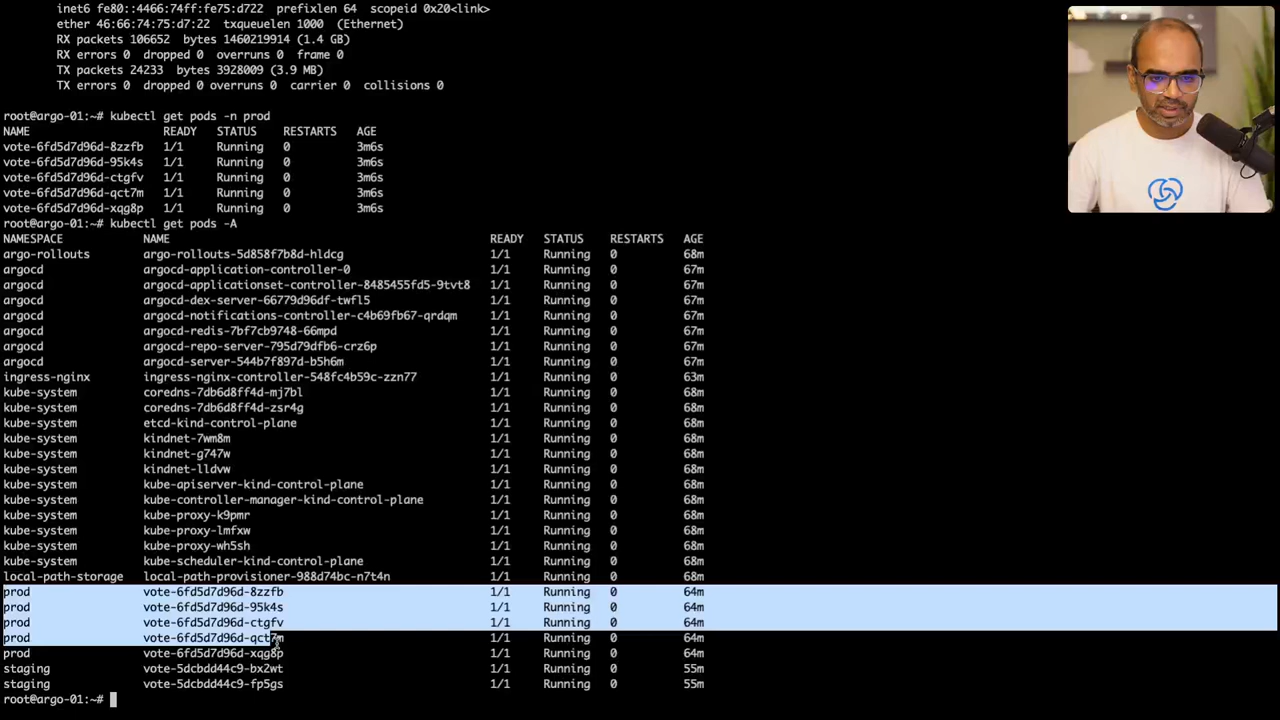 inet6 fe80::4466:74ff:fe75:d722  prefixlen 64  scopeid 0x20<link>
ether 46:66:74:75:d7:22  txqueuelen 1000  (Ethernet)
RX packets 106652  bytes 1460219914 (1.4 GB)
RX errors 0  dropped 0  overruns 0  frame 0
TX packets 24233  bytes 3928009 (3.9 MB)
TX errors 0  dropped 0 overruns 0  carrier 0  collisions 0
root@argo-01:~# kubectl get pods -n prod
NAME READY STATUS RESTARTS AGE
vote-6fd5d7d96d-8zzfb 1/1 Running 0 3m6s
vote-6fd5d7d96d-95k4s 1/1 Running 0 3m6s
vote-6fd5d7d96d-ctgfv 1/1 Running 0 3m6s
vote-6fd5d7d96d-qct7m 1/1 Running 0 3m6s
vote-6fd5d7d96d-xqg8p 1/1 Running 0 3m6s
root@argo-01:~# kubectl get pods -A
NAMESPACE NAME READY STATUS RESTARTS AGE
argo-rollouts argo-rollouts-5d858f7b8d-hldcg 1/1 Running 0 68m
argocd argocd-application-controller-0 1/1 Running 0 67m
argocd argocd-applicationset-controller-8485455fd5-9tvt8 1/1 Running 0 67m
argocd argocd-dex-server-66779d96df-twfl5 1/1 Running 0 67m
argocd argocd-notifications-controller-c4b69fb67-qrdqm 1/1 Running 0 67m
argocd argocd-redis-7bf7cb9748-66mpd 1/1 Running 0 67m
argocd argocd-repo-server-795d79dfb6-crz6p 1/1 Running 0 67m
argocd argocd-server-544b7f897d-b5h6m 1/1 Running 0 67m
ingress-nginx ingress-nginx-controller-548fc4b59c-zzn77 1/1 Running 0 63m
kube-system coredns-7db6d8ff4d-mj7bl 1/1 Running 0 68m
kube-system coredns-7db6d8ff4d-zsr4g 1/1 Running 0 68m
kube-system etcd-kind-control-plane 1/1 Running 0 68m
kube-system kindnet-7wm8m 1/1 Running 0 68m
kube-system kindnet-g747w 1/1 Running 0 68m
kube-system kindnet-lldvw 1/1 Running 0 68m
kube-system kube-apiserver-kind-control-plane 1/1 Running 0 68m
kube-system kube-controller-manager-kind-control-plane 1/1 Running 0 68m
kube-system kube-proxy-k9pmr 1/1 Running 0 68m
kube-system kube-proxy-lmfxw 1/1 Running 0 68m
kube-system kube-proxy-wh5sh 1/1 Running 0 68m
kube-system kube-scheduler-kind-control-plane 1/1 Running 0 68m
local-path-storage local-path-provisioner-988d74bc-n7t4n 1/1 Running 0 68m
prod vote-6fd5d7d96d-8zzfb 1/1 Running 0 64m
prod vote-6fd5d7d96d-95k4s 1/1 Running 0 64m
prod vote-6fd5d7d96d-ctgfv 1/1 Running 0 64m
prod vote-6fd5d7d96d-qct7m 1/1 Running 0 64m
prod vote-6fd5d7d96d-xqg8p 1/1 Running 0 64m
staging vote-5dcbdd44c9-bx2wt 1/1 Running 0 55m
staging vote-5dcbdd44c9-fp5gs 1/1 Running 0 55m
root@argo-01:~#